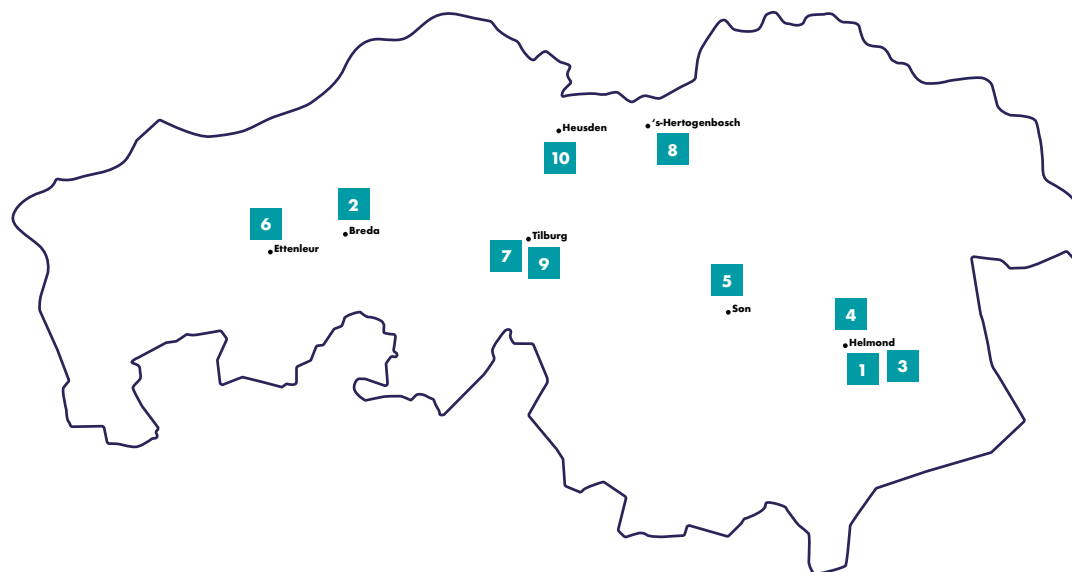 Heusden
's-Hertogenbosch
10
8
2
6
Breda
Ettenleur
Tilburg
7
9
5
Son
4
Helmond
1
3